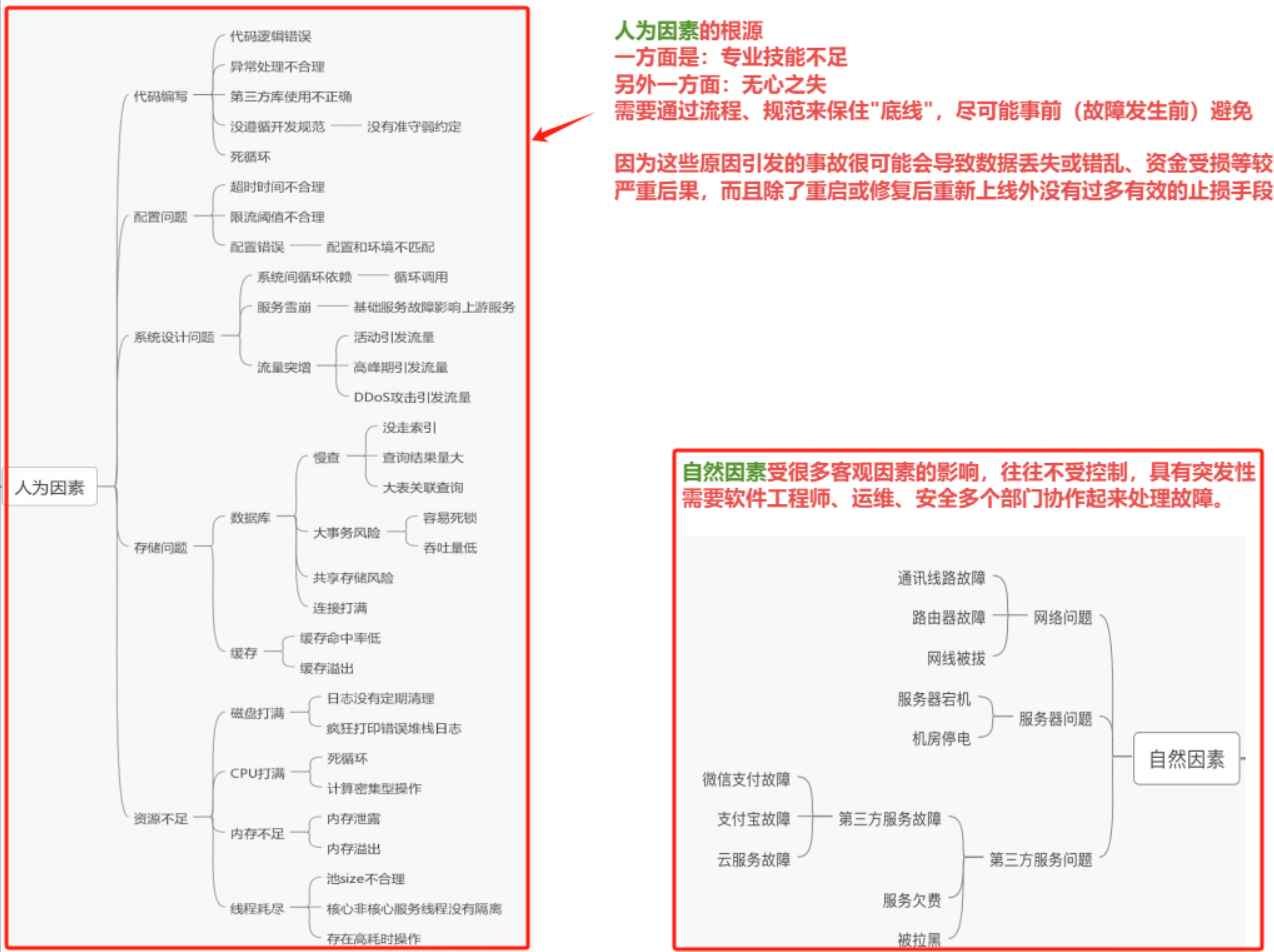 代码逻辑错误
异常处理不合理
代码编写
第三方库使用不正确
没遵循开发规范
没有准守弱约定
死循环
超时时间不合理
配置问题
限流阈值不合理
配置错误
配置和环境不匹配
系统间循环依赖
循环调用
服务雪崩
基础服务故障影响上游服务
系统设计问题
活动引发流量
流量突增
高峰期引发流量
DDoS攻击引发流量
没走索引
慢查
查询结果量大
大表关联查询
人为因素
数据库
容易死锁
大事务风险
吞吐量低
存储问题
共享存储风险
连接打满
缓存命中率低
缓存
缓存溢出
日志没有定期清理
磁盘打满
疯狂打印错误堆栈日志
死循环
CPU打满
计算密集型操作
资源不足
内存泄露
内存不足
内存溢出
池size不合理
线程耗尽
核心非核心服务线程没有隔离
存在高耗时操作
人为因素的根源
一方面是：专业技能不足
另外一方面：无心之失
需要通过流程、规范来保住"底线"，尽可能事前（故障发生前）避免
因为这些原因引发的事故很可能会导致数据丢失或错乱、资金受损等较
严重后果，而且除了重启或修复后重新上线外没有过多有效的止损手段
自然因素受很多客观因素的影响，往往不受控制，具有突发性
需要软件工程师、运维、安全多个部门协作起来处理故障。
通讯线路故障
路由器故障
网络问题
网线被拔
服务器宕机
服务器问题
机房停电
自然因素
微信支付故障
支付宝故障
第三方服务故障
云服务故障
第三方服务问题
服务欠费
被拉黑